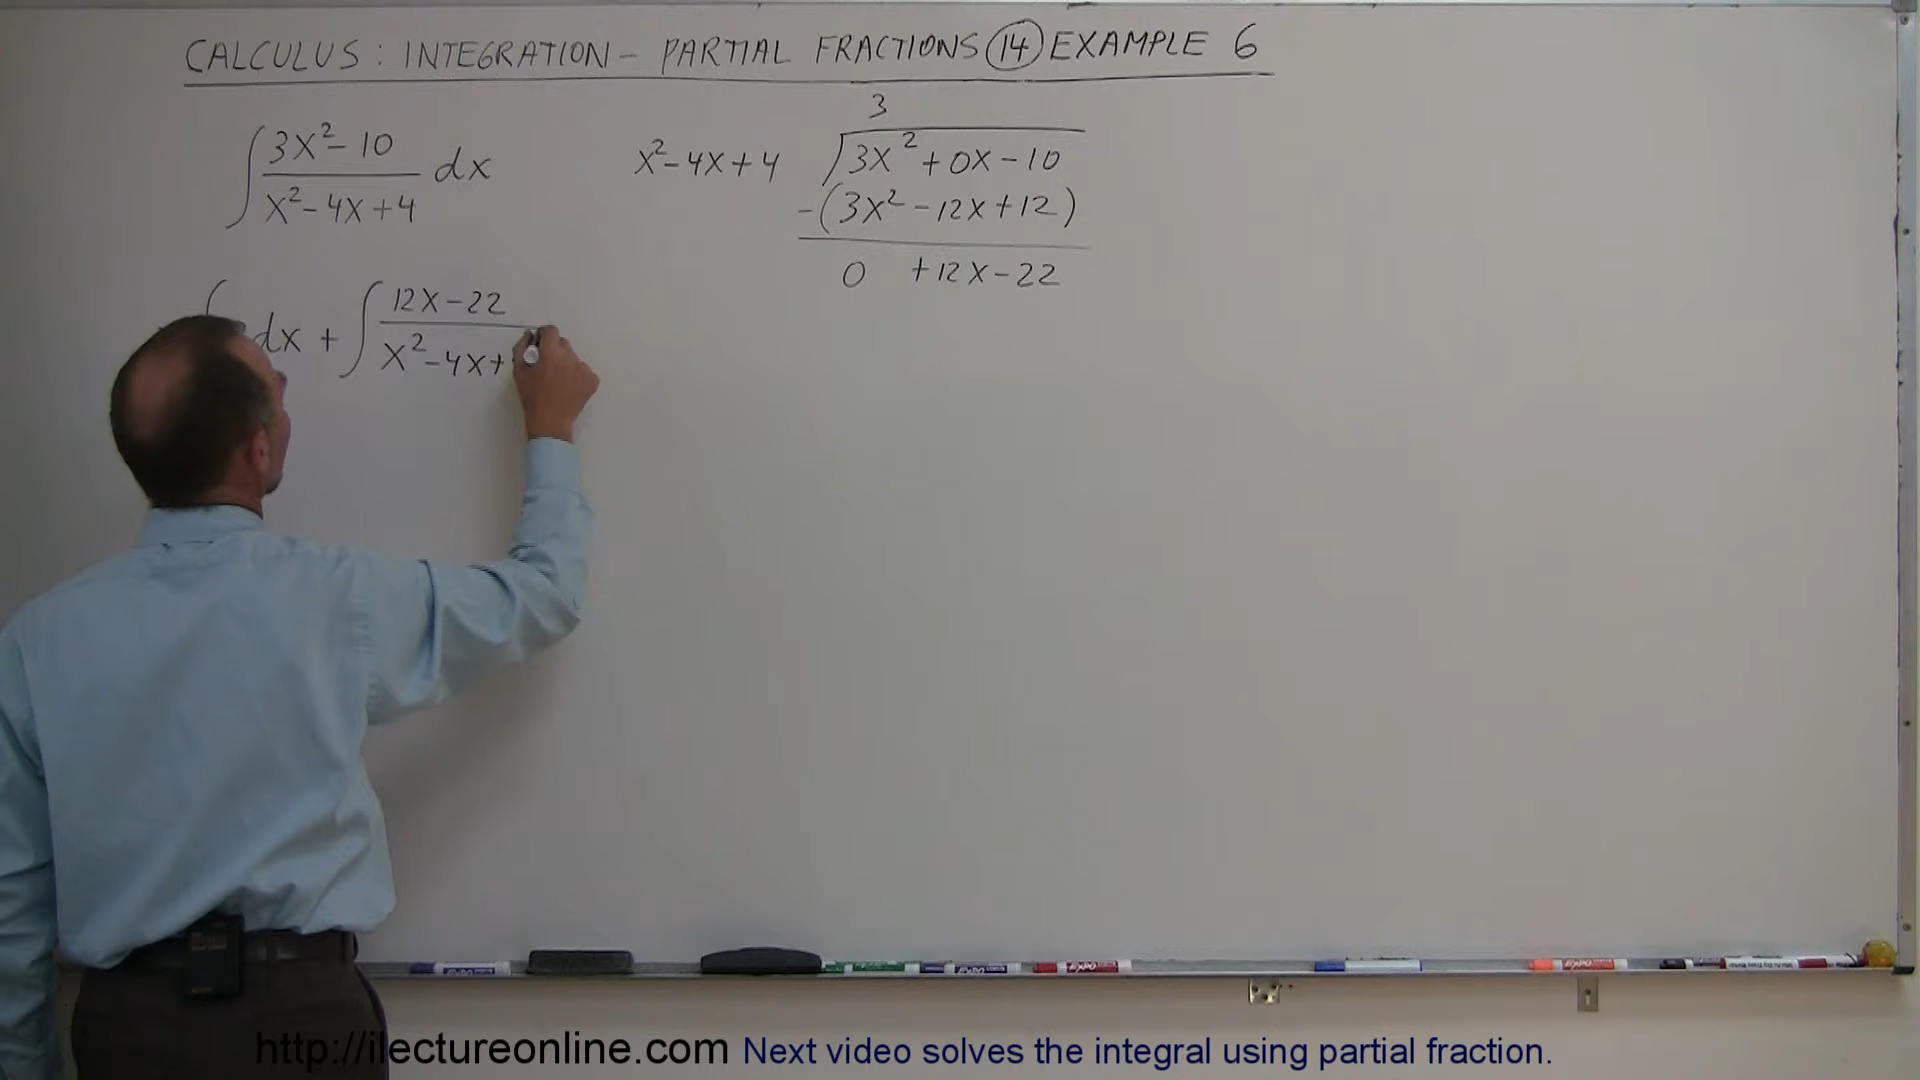 CALCULUS: INTEGRATION – PARTIAL FRACTIONS 14 EXAMPLE 6
∫ (3x² - 10)/(x² - 4x + 4) dx
3
x² - 4x + 4 ) 3x² + 0x - 10
-(3x² - 12x + 12)
0 + 12x - 22
∫ dx + ∫ (12x - 22)/(x² - 4x +
http://ilectureonline.com Next video solves the integral using partial fraction.